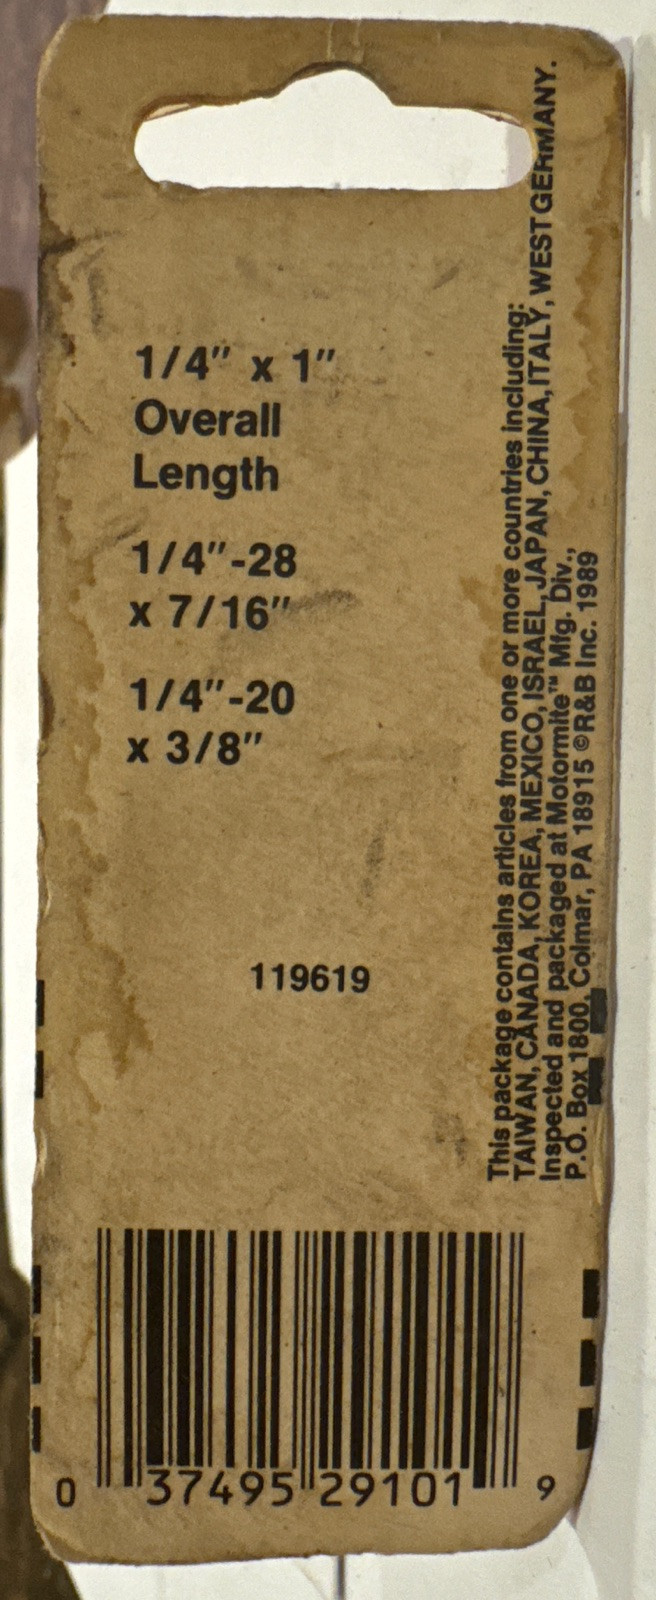 1/4" x 1"
Overall
Length
1/4"-28
x 7/16"
1/4"-20
x 3/8"
119619
This package contains articles from one or more countries including:
TAIWAN, CANADA, KOREA, MEXICO, ISRAEL, JAPAN, CHINA, ITALY, WEST GERMANY.
Inspected and packaged at Motormite™ Mfg. Div.,
P.O. Box 1800, Colmar, PA 18915 ©R&B Inc. 1989
0 37495 29101 9